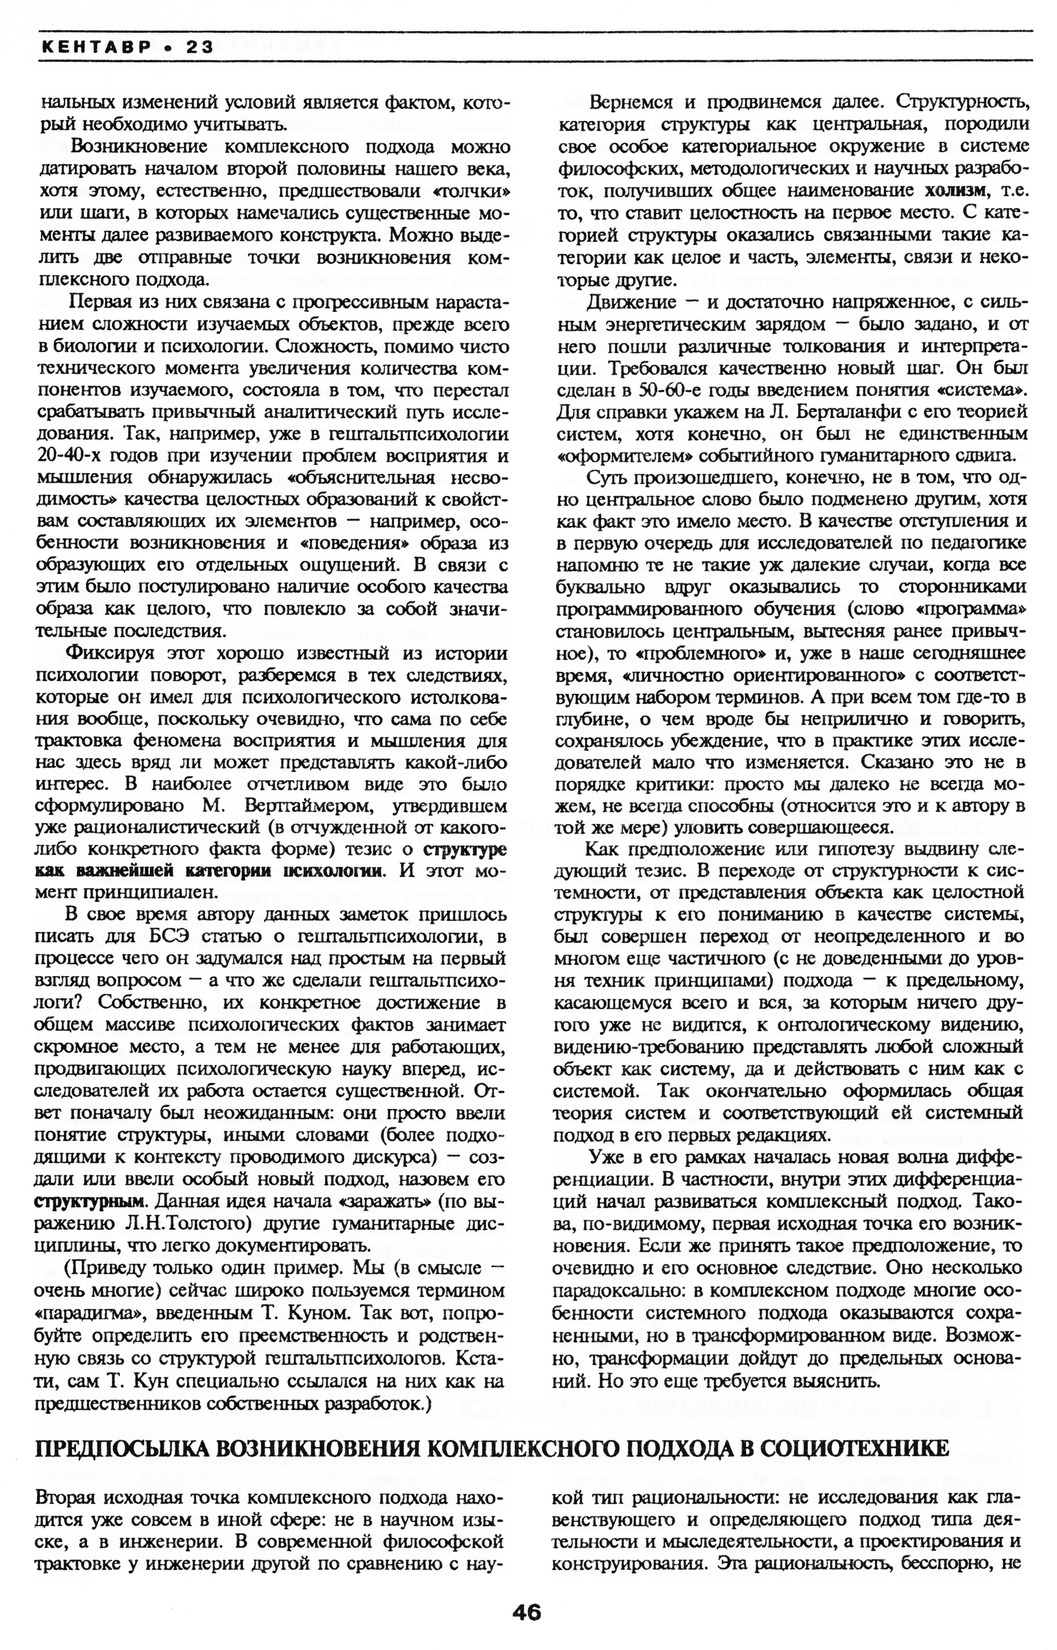 КЕНТАВР • 23
нальных изменений условий является фактом, кото-
рый необходимо учитывать.
Возникновение комплексного подхода можно
датировать началом второй половины нашего века,
хотя этому, естественно, предшествовали «толчки»
или шаги, в которых намечались существенные мо-
менты далее развиваемого конструкта. Можно выде-
лить две отправные точки возникновения ком-
плексного подхода.
Первая из них связана с прогрессивным нараста-
нием сложности изучаемых объектов, прежде всего
в биологии и психологии. Сложность, помимо чисто
технического момента увеличения количества ком-
понентов изучаемого, состояла в том, что перестал
срабатывать привычный аналитический путь иссле-
дования. Так, например, уже в гештальтпсихологии
20-40-х годов при изучении проблем восприятия и
мышления обнаружилась «объяснительная несво-
димость» качества целостных образований к свойст-
вам составляющих их элементов — например, осо-
бенности возникновения и «поведения» образа из
образующих его отдельных ощущений. В связи с
этим было постулировано наличие особого качества
образа как целого, что повлекло за собой значи-
тельные последствия.
Фиксируя этот хорошо известный из истории
психологии поворот, разберемся в тех следствиях,
которые он имел для психологического истолкова-
ния вообще, поскольку очевидно, что сама по себе
трактовка феномена восприятия и мышления для
нас здесь вряд ли может представлять какой-либо
интерес. В наиболее отчетливом виде это было
сформулировано М. Вертгаймером, утвердившем
уже рационалистический (в отчужденной от какого-
либо конкретного факта форме) тезис о структуре
как важнейшей категории психологии. И этот мо-
мент принципиален.
В свое время автору данных заметок пришлось
писать для БСЭ статью о гештальтпсихологии, в
процессе чего он задумался над простым на первый
взгляд вопросом — а что же сделали гештальтпсихо-
логи? Собственно, их конкретное достижение в
общем массиве психологических фактов занимает
скромное место, а тем не менее для работающих,
продвигающих психологическую науку вперед, ис-
следователей их работа остается существенной. От-
вет поначалу был неожиданным: они просто ввели
понятие структуры, иными словами (более подхо-
дящими к контексту проводимого дискурса) — соз-
дали или ввели особый новый подход, назовем его
структурным. Данная идея начала «заражать» (по вы-
ражению Л.Н.Толстого) другие гуманитарные дис-
циплины, что легко документировать.
(Приведу только один пример. Мы (в смысле —
очень многие) сейчас широко пользуемся термином
«парадигма», введенным Т. Куном. Так вот, попро-
буйте определить его преемственность и родствен-
ную связь со структурой гештальтпсихологов. Кста-
ти, сам Т. Кун специально ссылался на них как на
предшественников собственных разработок.)
Вернемся и продвинемся далее. Структурность,
категория структуры как центральная, породили
свое особое категориальное окружение в системе
философских, методологических и научных разрабо-
ток, получивших общее наименование холизм, т.е.
то, что ставит целостность на первое место. С кате-
горией структуры оказались связанными такие ка-
тегории как целое и часть, элементы, связи и неко-
торые другие.
Движение — и достаточно напряженное, с силь-
ным энергетическим зарядом — было задано, и от
него пошли различные толкования и интерпрета-
ции. Требовался качественно новый шаг. Он был
сделан в 50-60-е годы введением понятия «система».
Для справки укажем на Л. Берталанфи с его теорией
систем, хотя конечно, он был не единственным
«оформителем» событийного гуманитарного сдвига.
Суть произошедшего, конечно, не в том, что од-
но центральное слово было подменено другим, хотя
как факт это имело место. В качестве отступления и
в первую очередь для исследователей по педагогике
напомню те не такие уж далекие случаи, когда все
буквально вдруг оказывались то сторонниками
программированного обучения (слово «программа»
становилось центральным, вытесняя ранее привыч-
ное), то «проблемного» и, уже в наше сегодняшнее
время, «личностно ориентированного» с соответст-
вующим набором терминов. А при всем том где-то в
глубине, о чем вроде бы неприлично и говорить,
сохранялось убеждение, что в практике этих иссле-
дователей мало что изменяется. Сказано это не в
порядке критики: просто мы далеко не всегда мо-
жем, не всегда способны (относится это и к автору в
той же мере) уловить совершающееся.
Как предположение или гипотезу выдвину сле-
дующий тезис. В переходе от структурности к сис-
темности, от представления объекта как целостной
структуры к его пониманию в качестве системы,
был совершен переход от неопределенного и во
многом еще частичного (с не доведенными до уров-
ня техник принципами) подхода — к предельному,
касающемуся всего и вся, за которым ничего дру-
гого уже не видится, к онтологическому видению,
видению-требованию представлять любой сложный
объект как систему, да и действовать с ним как с
системой. Так окончательно оформилась общая
теория систем и соответствующий ей системный
подход в его первых редакциях.
Уже в его рамках началась новая волна диффе-
ренциации. В частности, внутри этих дифференциа-
ций начал развиваться комплексный подход. Тако-
ва, по-видимому, первая исходная точка его возник-
новения. Если же принять такое предположение, то
очевидно и его основное следствие. Оно несколько
парадоксально: в комплексном подходе многие осо-
бенности системного подхода оказываются сохра-
ненными, но в трансформированном виде. Возмож-
но, трансформации дойдут до предельных основа-
ний. Но это еще требуется выяснить.
ПРЕДПОСЫЛКА ВОЗНИКНОВЕНИЯ КОМПЛЕКСНОГО ПОДХОДА В СОЦИОТЕХНИКЕ
Вторая исходная точка комплексного подхода нахо-
дится уже совсем в иной сфере: не в научном изы-
ске, а в инженерии. В современной философской
трактовке у инженерии другой по сравнению с нау-
кой тип рациональности: не исследования как гла-
венствующего и определяющего подход типа дея-
тельности и мыследеятельности, а проектирования и
конструирования. Эта рациональность, бесспорно, не
46